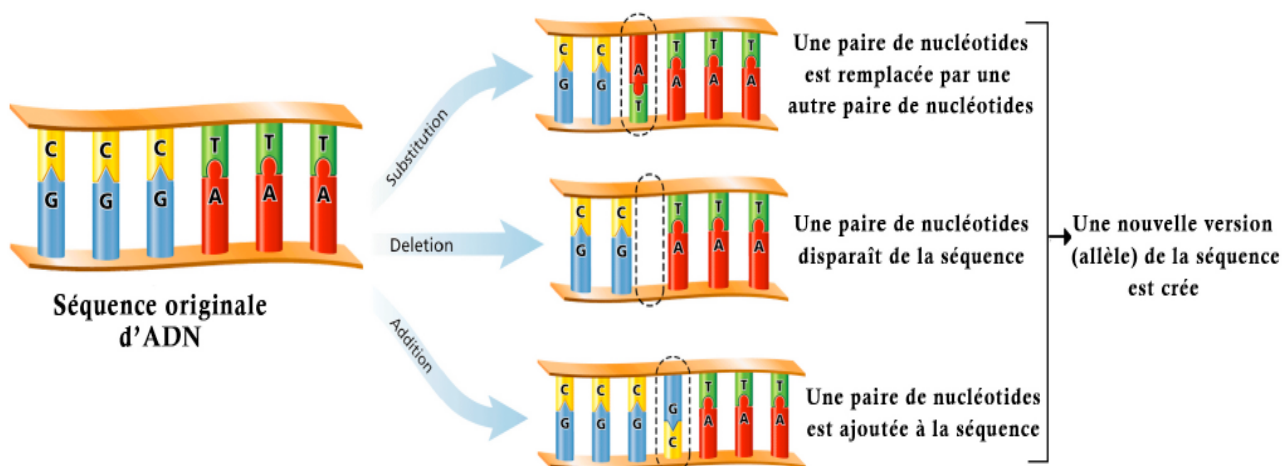 C C C T T T
G G G A A A
Séquence originale
d'ADN
Substitution
C C A T T T
G G T A A A
Une paire de nucléotides
est remplacée par une
autre paire de nucléotides
Deletion
C C T T T
G G A A A
Une paire de nucléotides
disparaît de la séquence
Addition
C C C G T T T
G G G C A A A
Une paire de nucléotides
est ajoutée à la séquence
Une nouvelle version
(allèle) de la séquence
est crée